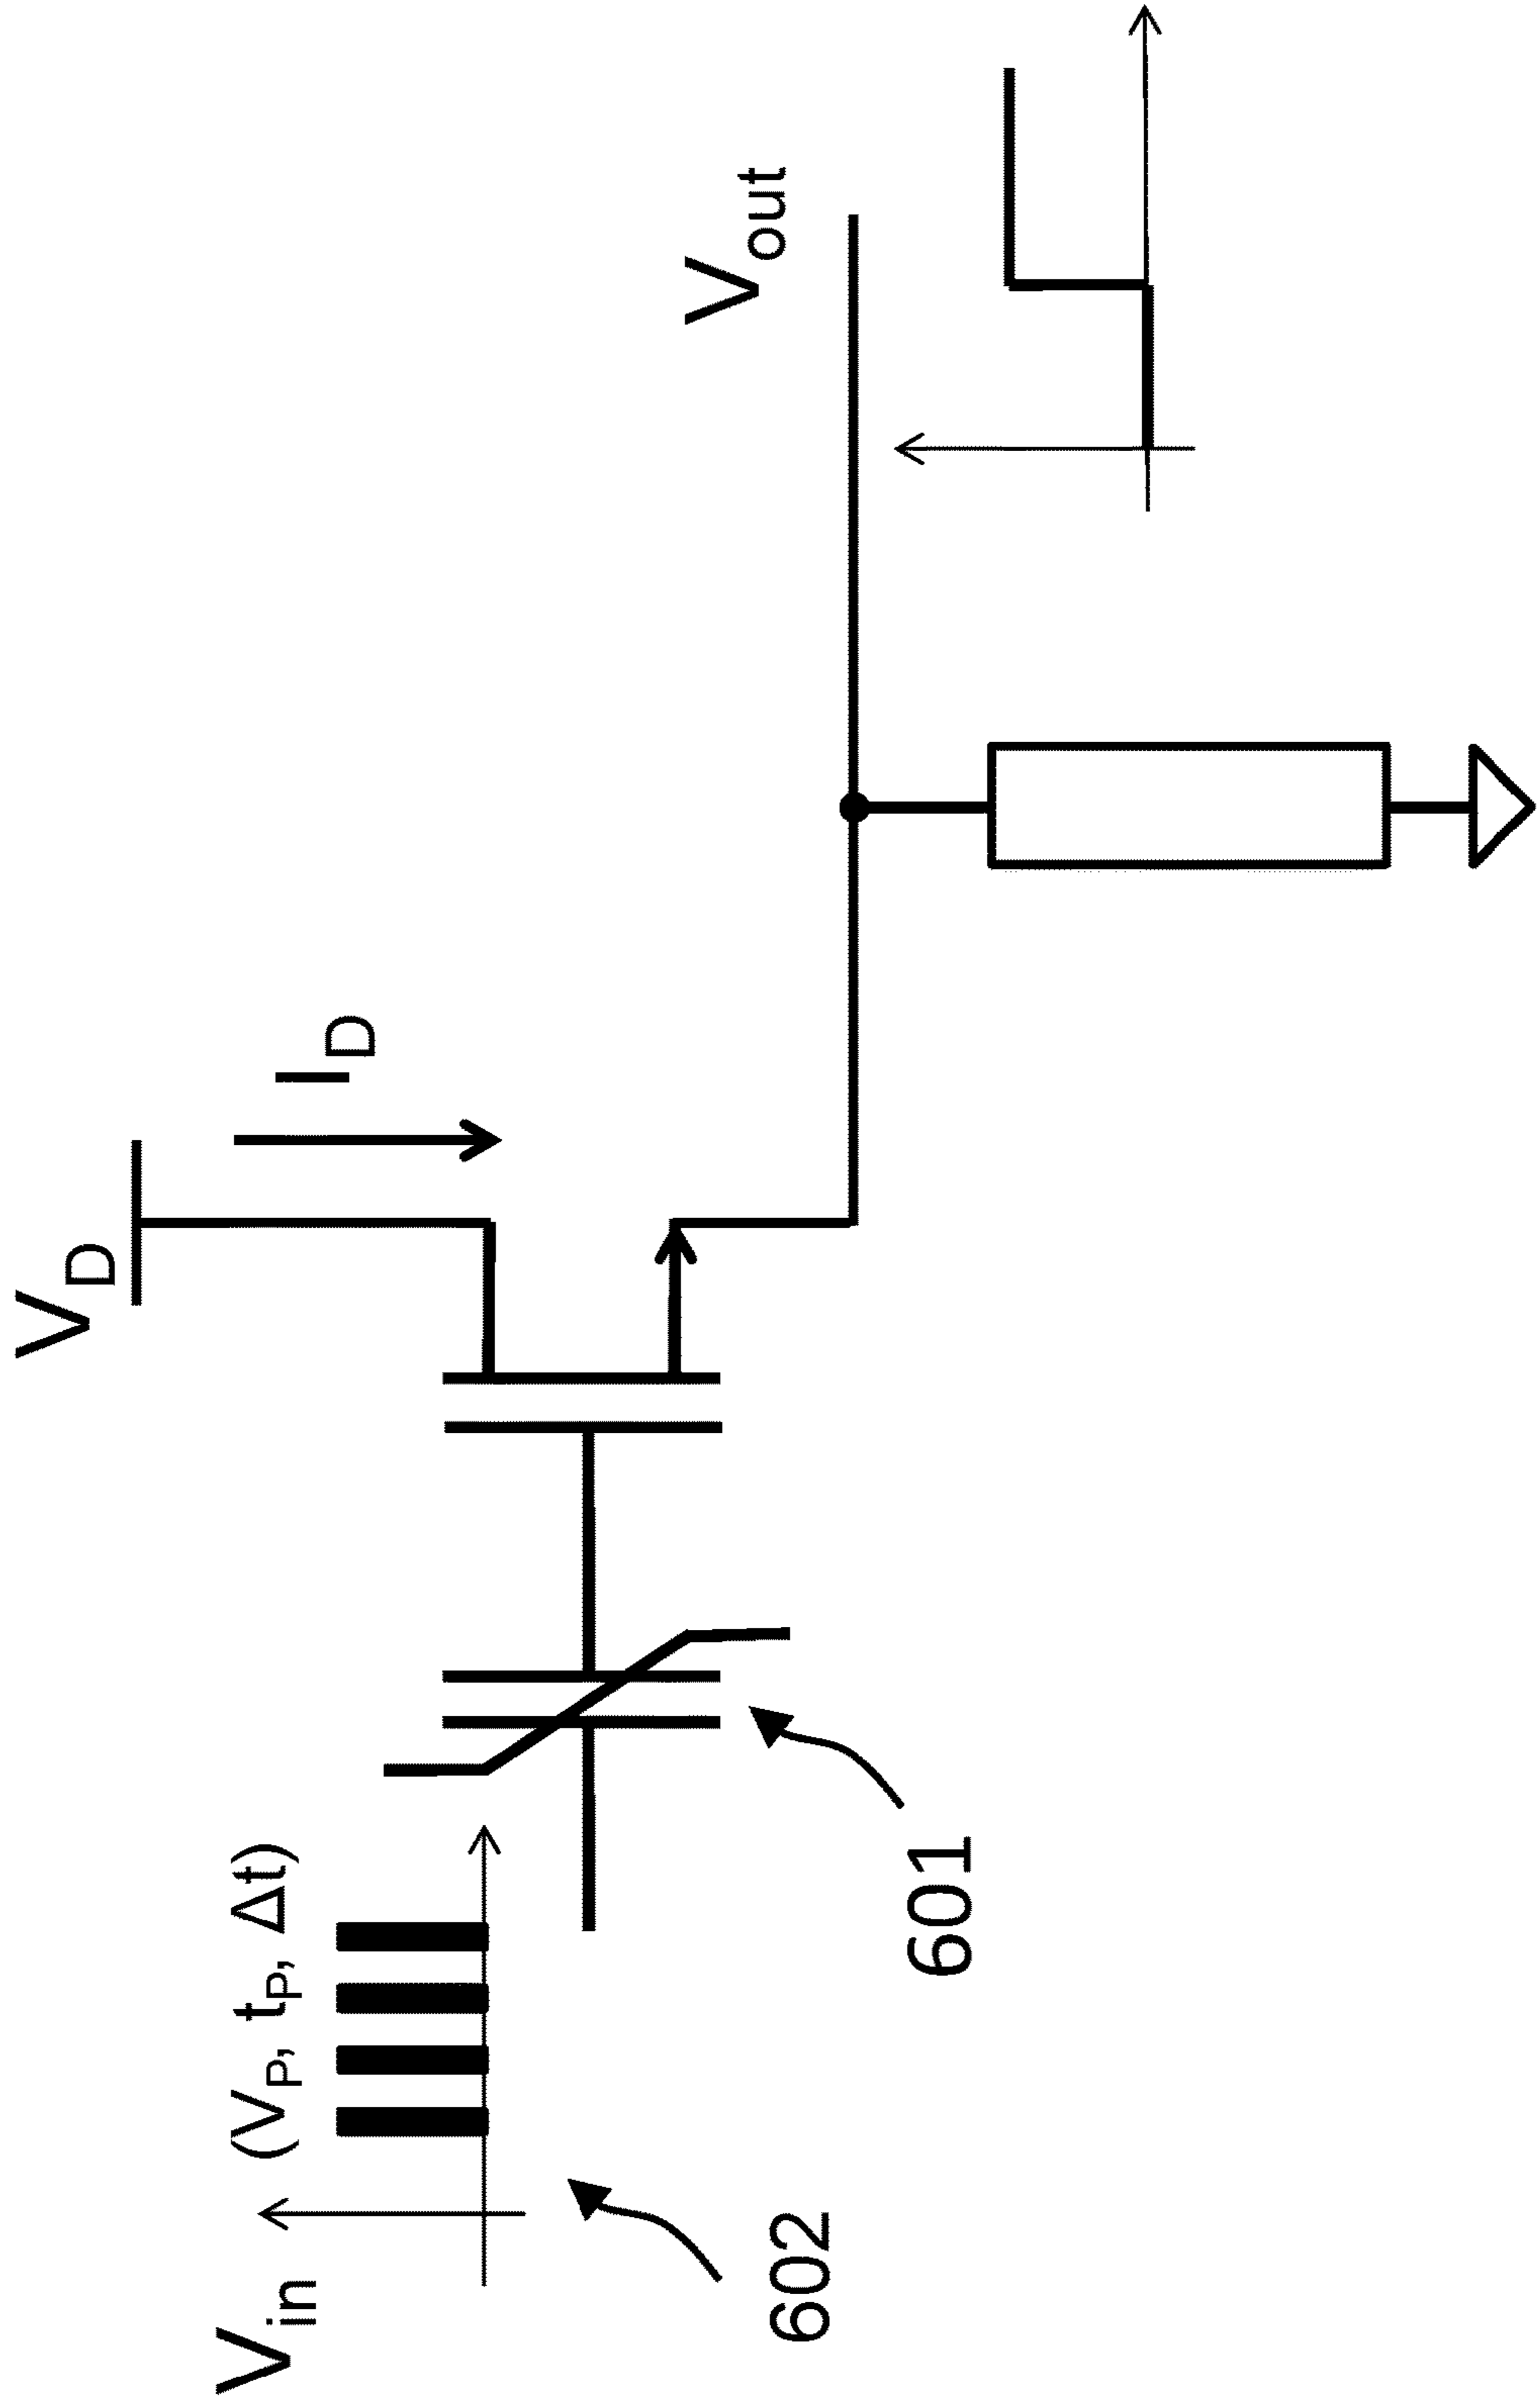 V_in
(V_P, t_P, Δt)
602
601
V_D
I_D
V_out